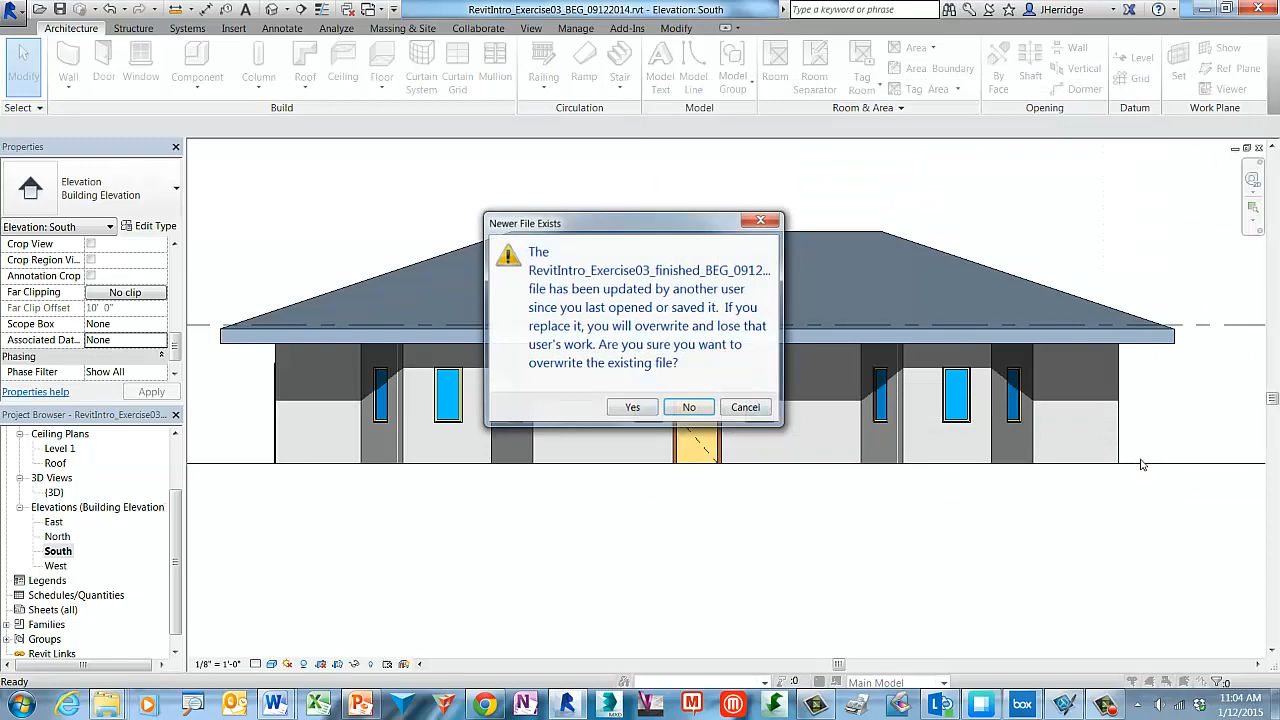 RevitIntro_Exercise03_BEG_09122014.rvt - Elevation: South
Type a keyword or phrase
JHerridge
Architecture Structure Systems Insert Annotate Analyze Massing & Site Collaborate View Manage Add-Ins Modify
Modify Wall Door Window Component Column Roof Ceiling Floor Curtain System Curtain Grid Mullion Railing Ramp Stair Model Text Model Line Model Group Room Room Separator Tag Room Area Area Boundary Tag Area By Face Shaft Wall Vertical Dormer Level Grid Set Show Ref Plane Viewer
Select Build Circulation Model Room & Area Opening Datum Work Plane
Properties
Elevation
Building Elevation
Elevation: South Edit Type
Crop View
Crop Region Vi
Annotation Crop
Far Clipping No clip
Far Clip Offset 10' 0"
Scope Box None
Associated Dat... None
Phasing
Phase Filter Show All
Properties help Apply
Project Browser - RevitIntro_Exercise03...
Ceiling Plans
Level 1
Roof
3D Views
{3D}
Elevations (Building Elevation
East
North
South
West
Legends
Schedules/Quantities
Sheets (all)
Families
Groups
Revit Links
Newer File Exists
The
RevitIntro_Exercise03_finished_BEG_0912...
file has been updated by another user
since you last opened or saved it. If you
replace it, you will overwrite and lose that
user's work. Are you sure you want to
overwrite the existing file?
Yes No Cancel
1/8" = 1'-0"
Ready
:0
Main Model
:0
box
11:04 AM
1/12/2015